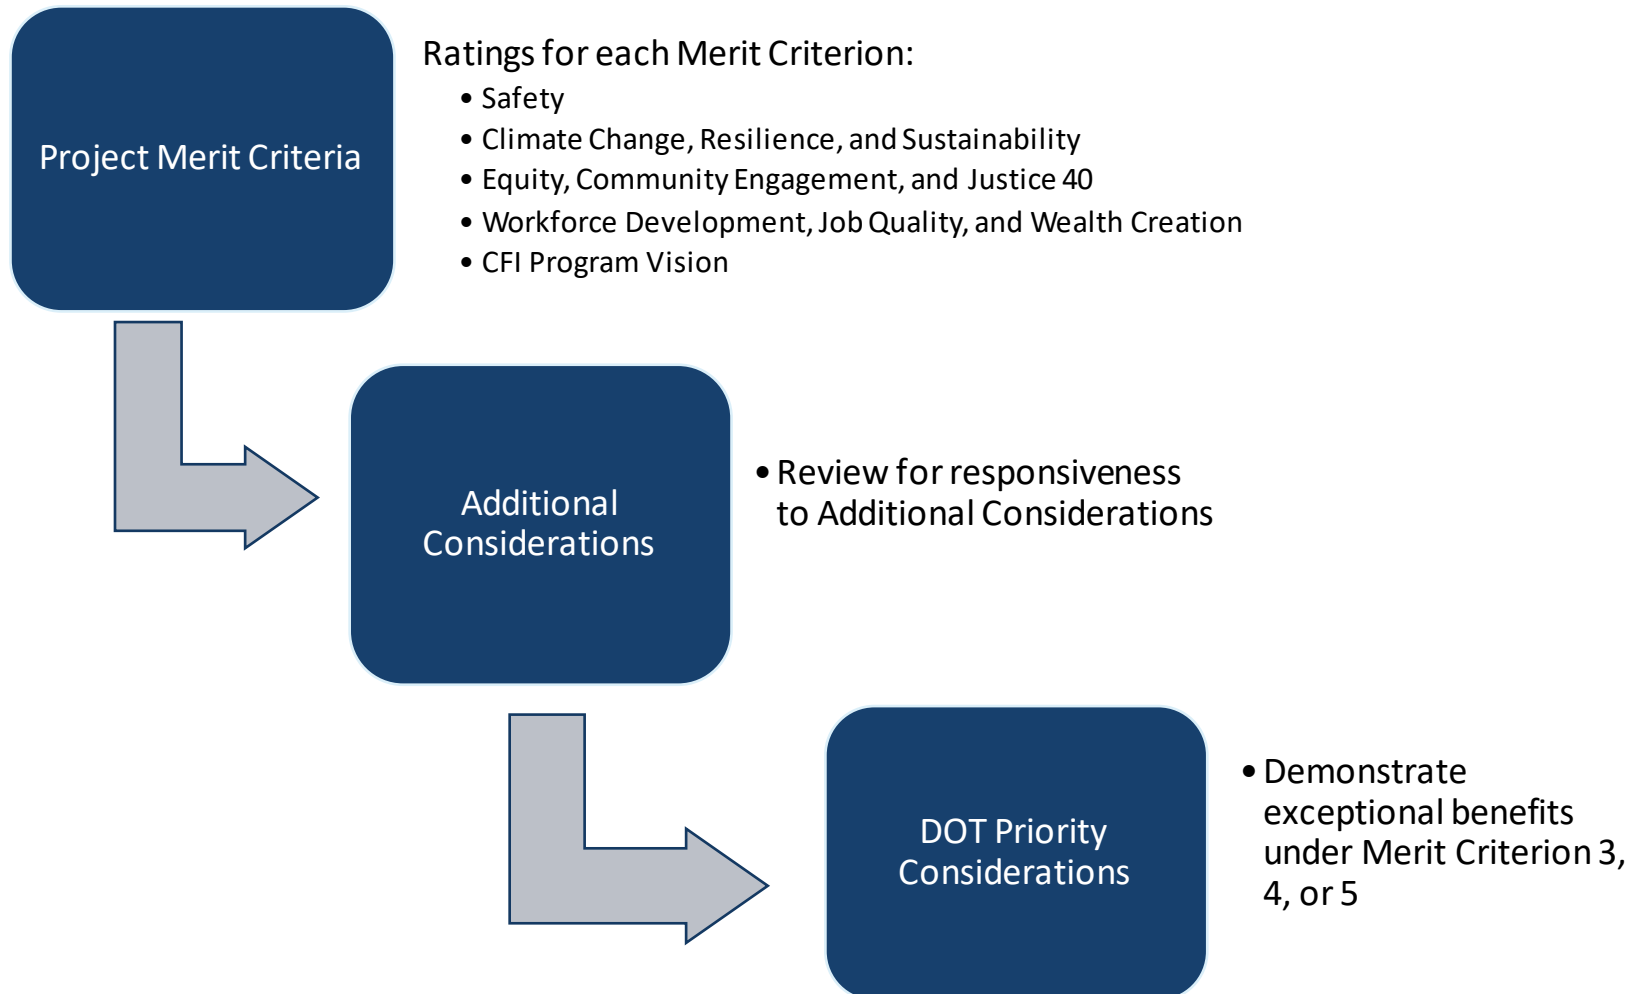 Project Merit Criteria
Ratings for each Merit Criterion:
• Safety
• Climate Change, Resilience, and Sustainability
• Equity, Community Engagement, and Justice 40
• Workforce Development, Job Quality, and Wealth Creation
• CFI Program Vision
Additional
Considerations
• Review for responsiveness
to Additional Considerations
DOT Priority
Considerations
• Demonstrate
exceptional benefits
under Merit Criterion 3,
4, or 5